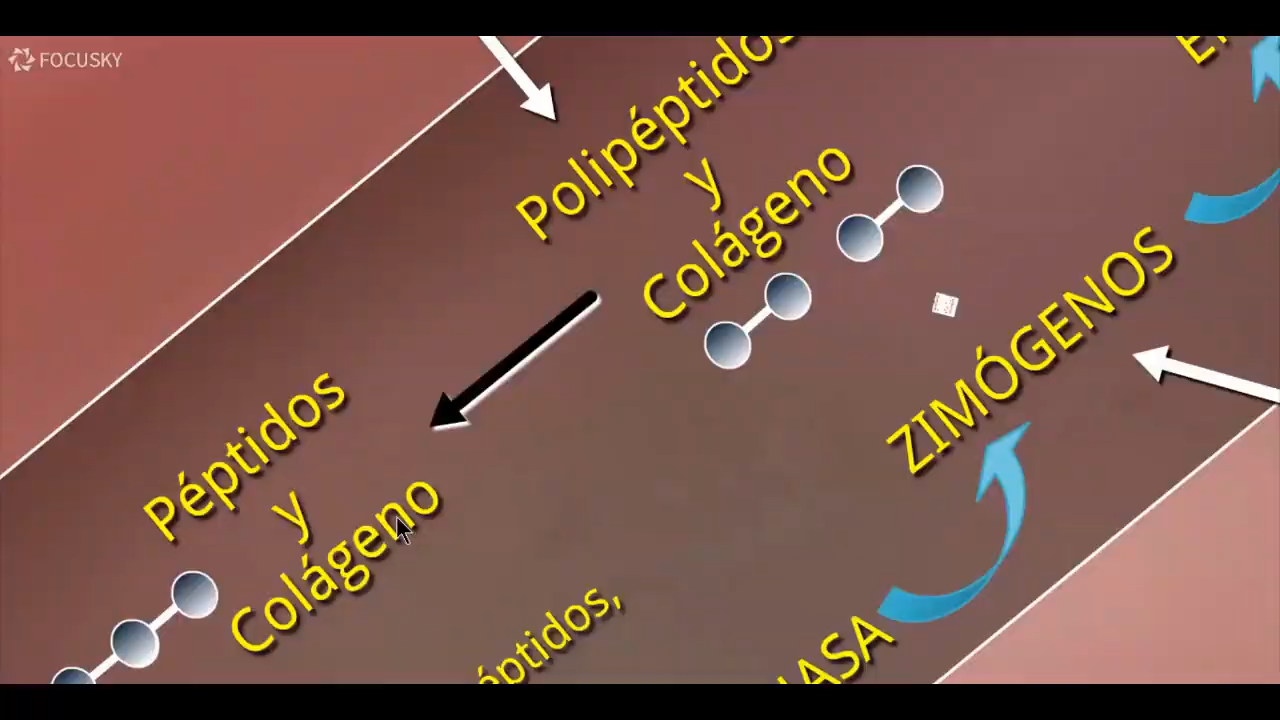 FOCUSKY
Polipéptidos
y
Colágeno
ZIMÓGENOS
Péptidos
y
Colágeno